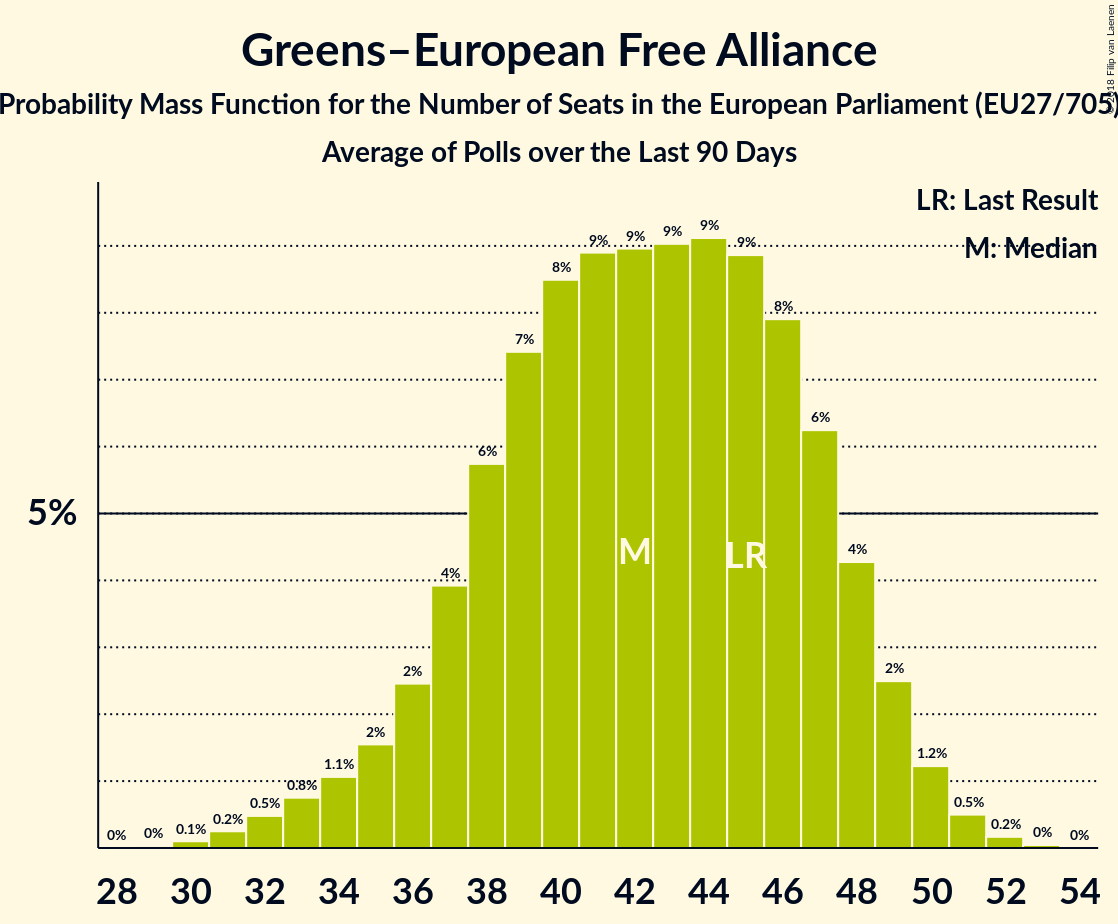 Greens–European Free Alliance
Probability Mass Function for the Number of Seats in the European Parliament (EU27/705)
Average of Polls over the Last 90 Days
© 2018 Filip van Laenen
LR: Last Result
M: Median
5%
0% 0% 0.1% 0.2% 0.5% 0.8% 1.1% 2% 2% 4% 6% 7% 8% 9% 9% 9% 9% 9% 8% 6% 4% 2% 1.2% 0.5% 0.2% 0% 0%
M LR
28 30 32 34 36 38 40 42 44 46 48 50 52 54